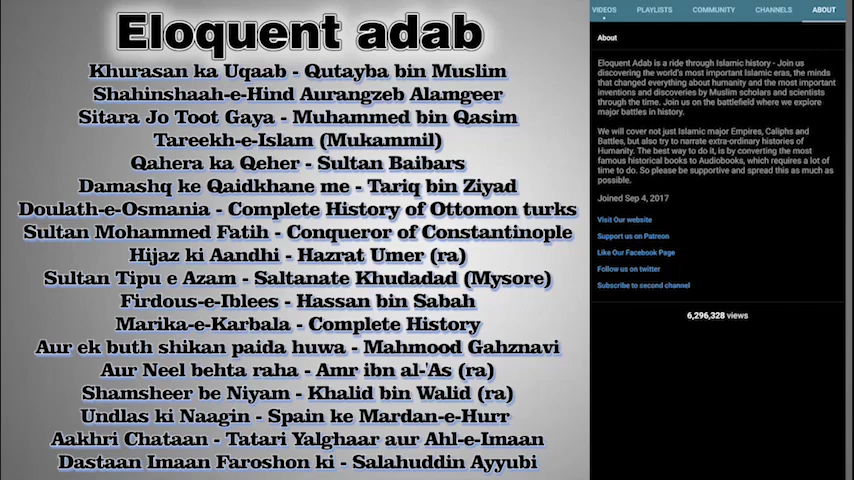 Eloquent adab
Khurasan ka Uqaab - Qutayba bin Muslim
Shahinshaah-e-Hind Aurangzeb Alamgeer
Sitara Jo Toot Gaya - Muhammed bin Qasim
Tareekh-e-Islam (Mukammil)
Qahera ka Qeher - Sultan Baibars
Damashq ke Qaidkhane me - Tariq bin Ziyad
Doulath-e-Osmania - Complete History of Ottomon turks
Sultan Mohammed Fatih - Conqueror of Constantinople
Hijaz ki Aandhi - Hazrat Umer (ra)
Sultan Tipu e Azam - Saltanate Khudadad (Mysore)
Firdous-e-Iblees - Hassan bin Sabah
Marika-e-Karbala - Complete History
Aur ek buth shikan paida huwa - Mahmood Gahznavi
Aur Neel behta raha - Amr ibn al-'As (ra)
Shamsheer be Niyam - Khalid bin Walid (ra)
Undlas ki Naagin - Spain ke Mardan-e-Hurr
Aakhri Chataan - Tatari Yalghaar aur Ahl-e-Imaan
Dastaan Imaan Faroshon ki - Salahuddin Ayyubi
VIDEOS PLAYLISTS COMMUNITY CHANNELS ABOUT
About
Eloquent Adab is a ride through Islamic history - Join us
discovering the world's most important Islamic eras, the minds
that changed everything about humanity and the most important
inventions and discoveries by Muslim scholars and scientists
through the time. Join us on the battlefield where we explore
major battles in history.
We will cover not just Islamic major Empires, Caliphs and
Battles, but also try to narrate extra-ordinary histories of
Humanity. The best way to do it, is by converting the most
famous historical books to Audiobooks, which requires a lot of
time to do. So please be supportive and spread this as much as
possible.
Joined Sep 4, 2017
Visit Our website
Support us on Patreon
Like Our Facebook Page
Follow us on twitter
Subscribe to second channel
6,296,328 views